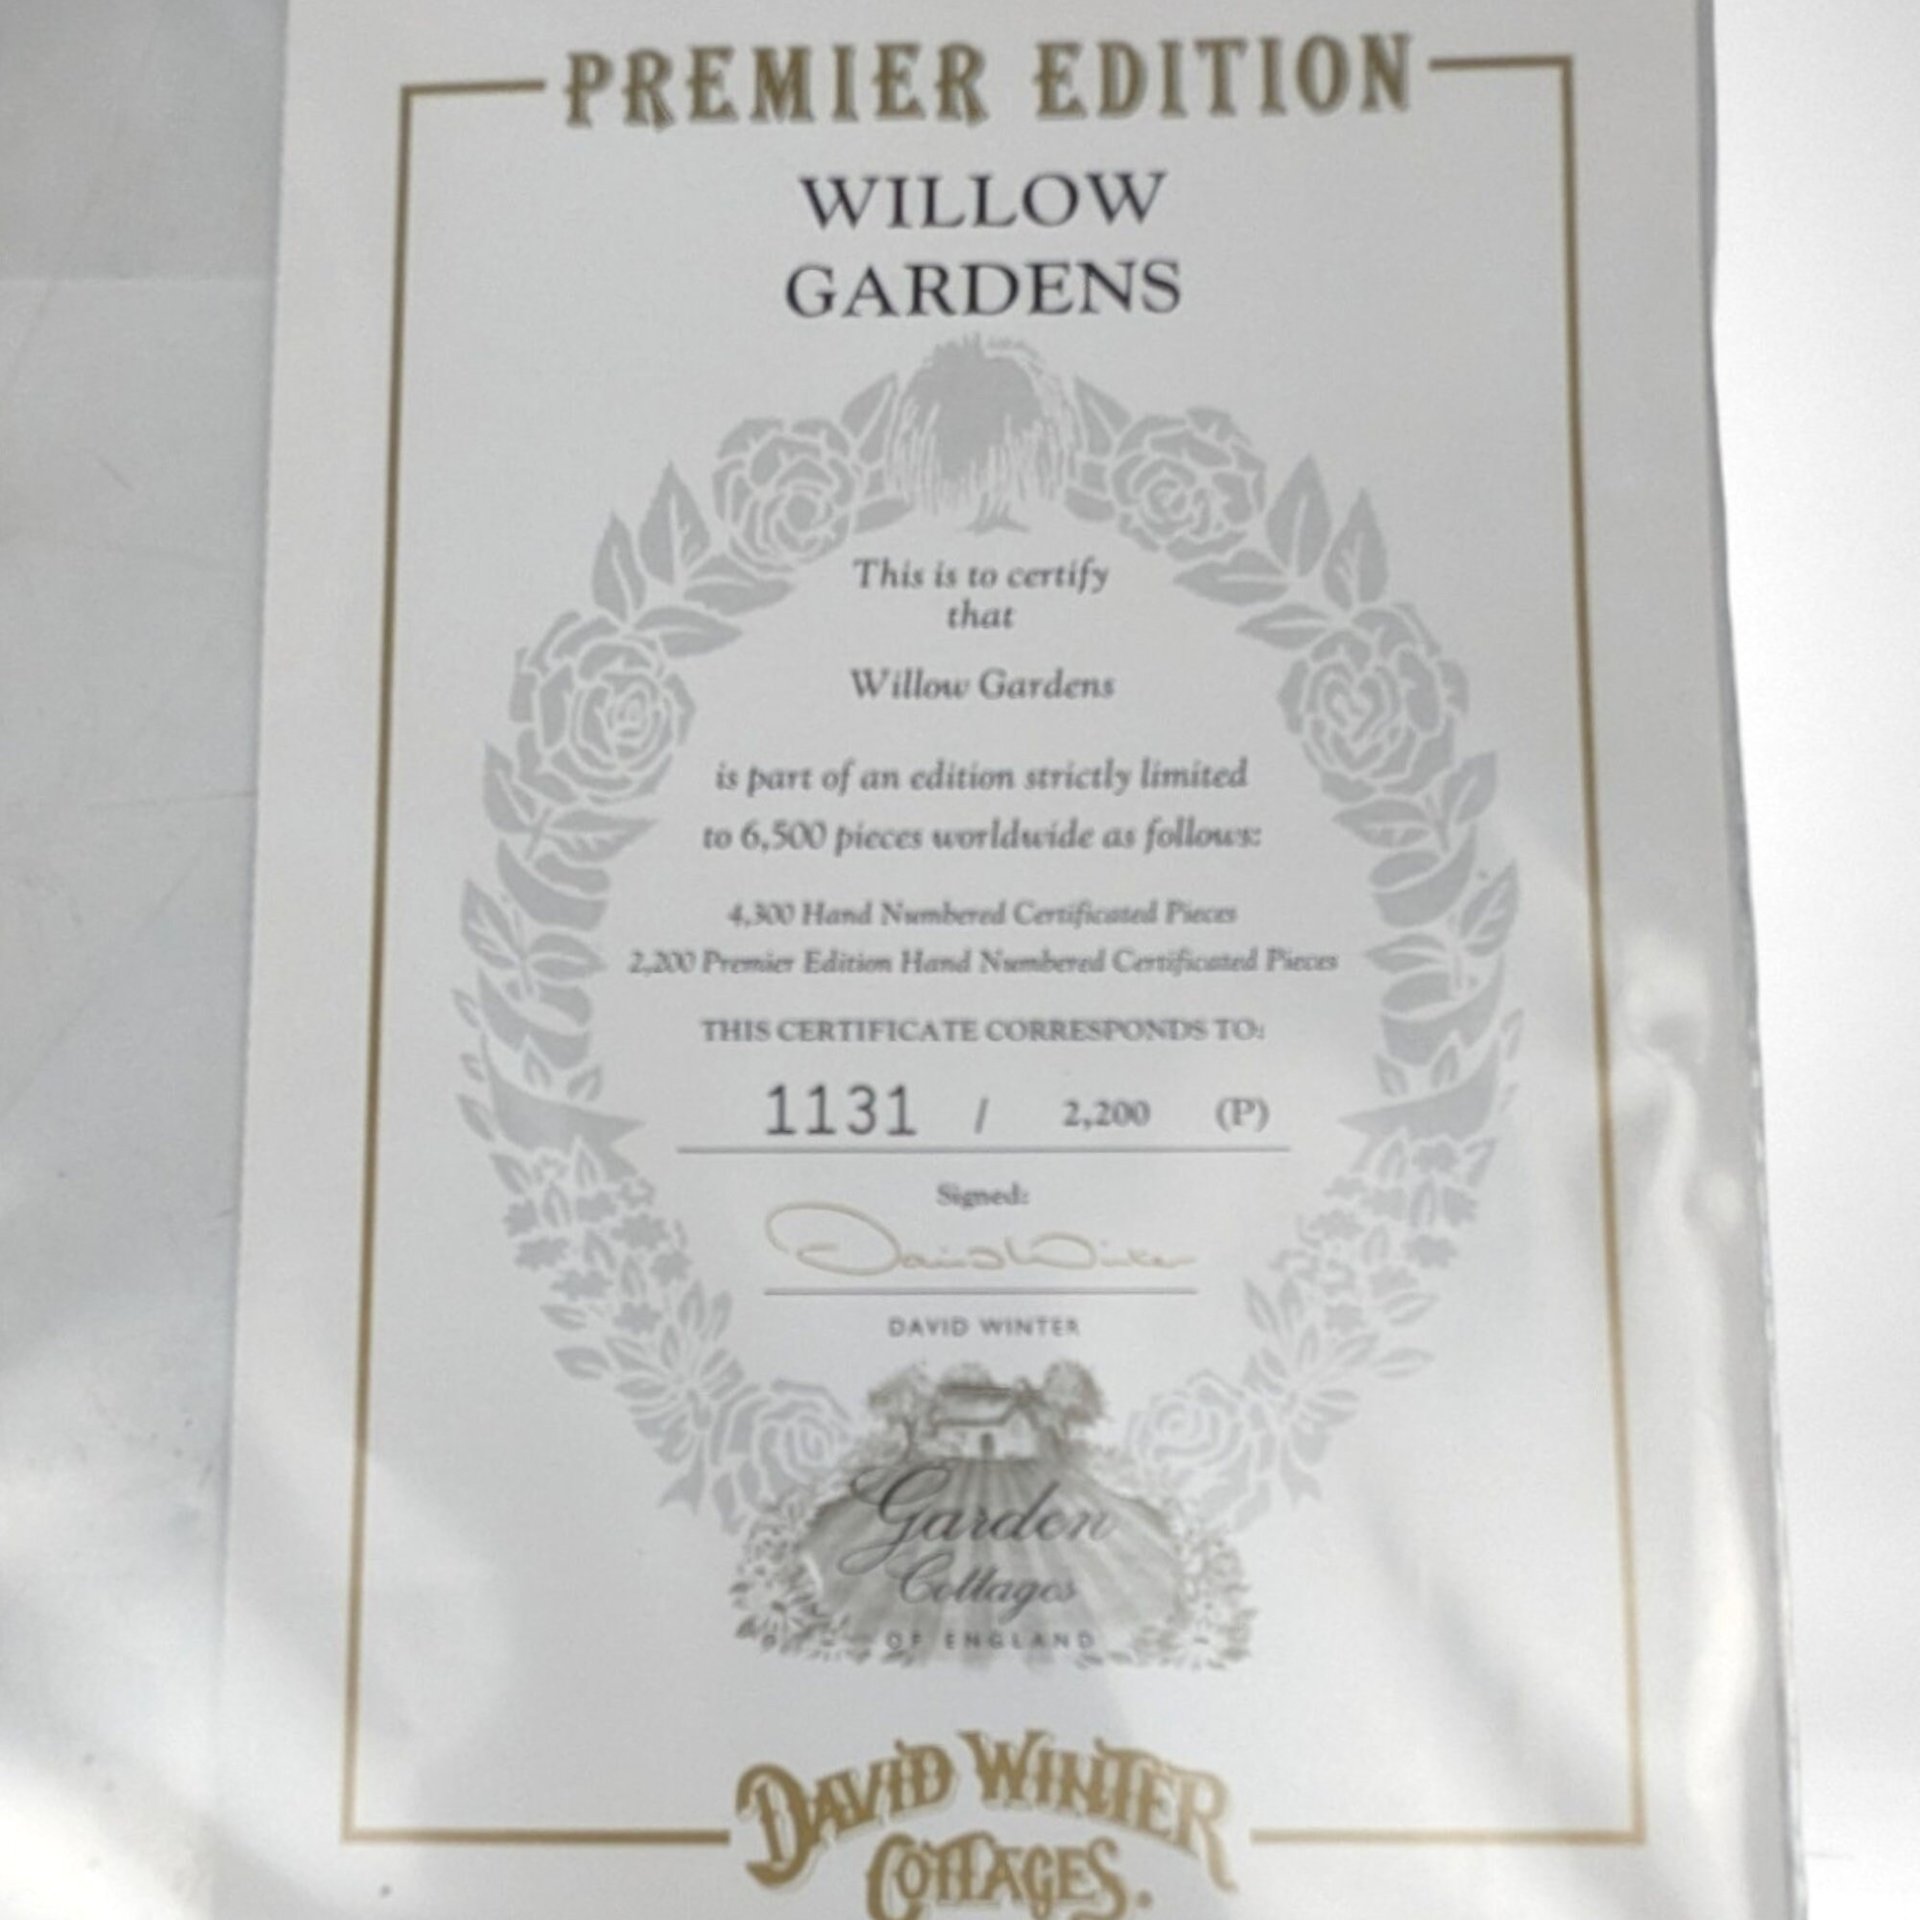 PREMIER EDITION
WILLOW
GARDENS
This is to certify
that
Willow Gardens
is part of an edition strictly limited
to 6,500 pieces worldwide as follows:
4,300 Hand Numbered Certificated Pieces
2,200 Premier Edition Hand Numbered Certificated Pieces
THIS CERTIFICATE CORRESPONDS TO:
1131 / 2,200 (P)
Signed:
David Winter
DAVID WINTER
Garden
Cottages
OF ENGLAND
DAVID WINTER
COTTAGES.